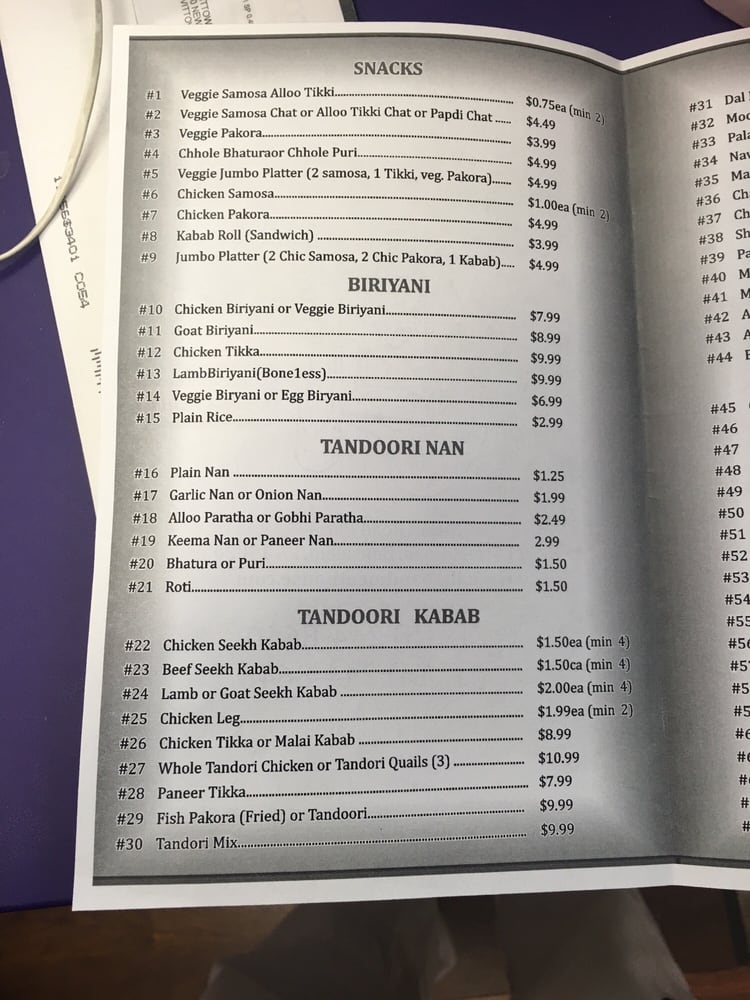 SNACKS
#1 Veggie Samosa Alloo Tikki.......... $0.75ea (min 2)
#2 Veggie Samosa Chat or Alloo Tikki Chat or Papdi Chat ..... $4.49
#3 Veggie Pakora.......... $3.99
#4 Chhole Bhaturaor Chhole Puri.......... $4.99
#5 Veggie Jumbo Platter (2 samosa, 1 Tikki, veg. Pakora)...... $4.99
#6 Chicken Samosa.......... $1.00ea (min 2)
#7 Chicken Pakora.......... $4.99
#8 Kabab Roll (Sandwich) .......... $3.99
#9 Jumbo Platter (2 Chic Samosa, 2 Chic Pakora, 1 Kabab).... $4.99
BIRIYANI
#10 Chicken Biriyani or Veggie Biriyani.......... $7.99
#11 Goat Biriyani.......... $8.99
#12 Chicken Tikka.......... $9.99
#13 LambBiriyani(Bone1ess).......... $9.99
#14 Veggie Biryani or Egg Biryani.......... $6.99
#15 Plain Rice.......... $2.99
TANDOORI NAN
#16 Plain Nan .......... $1.25
#17 Garlic Nan or Onion Nan.......... $1.99
#18 Alloo Paratha or Gobhi Paratha.......... $2.49
#19 Keema Nan or Paneer Nan.......... 2.99
#20 Bhatura or Puri.......... $1.50
#21 Roti.......... $1.50
TANDOORI KABAB
#22 Chicken Seekh Kabab.......... $1.50ea (min 4)
#23 Beef Seekh Kabab.......... $1.50ca (min 4)
#24 Lamb or Goat Seekh Kabab .......... $2.00ea (min 4)
#25 Chicken Leg.......... $1.99ea (min 2)
#26 Chicken Tikka or Malai Kabab .......... $8.99
#27 Whole Tandori Chicken or Tandori Quails (3) .......... $10.99
#28 Paneer Tikka.......... $7.99
#29 Fish Pakora (Fried) or Tandoori.......... $9.99
#30 Tandori Mix.......... $9.99
#31 Dal
#32
#33
#34
#35
#36
#37
#38
#39
#40
#41
#42
#43
#44
#45
#46
#47
#48
#49
#50
#51
#52
#53
#54